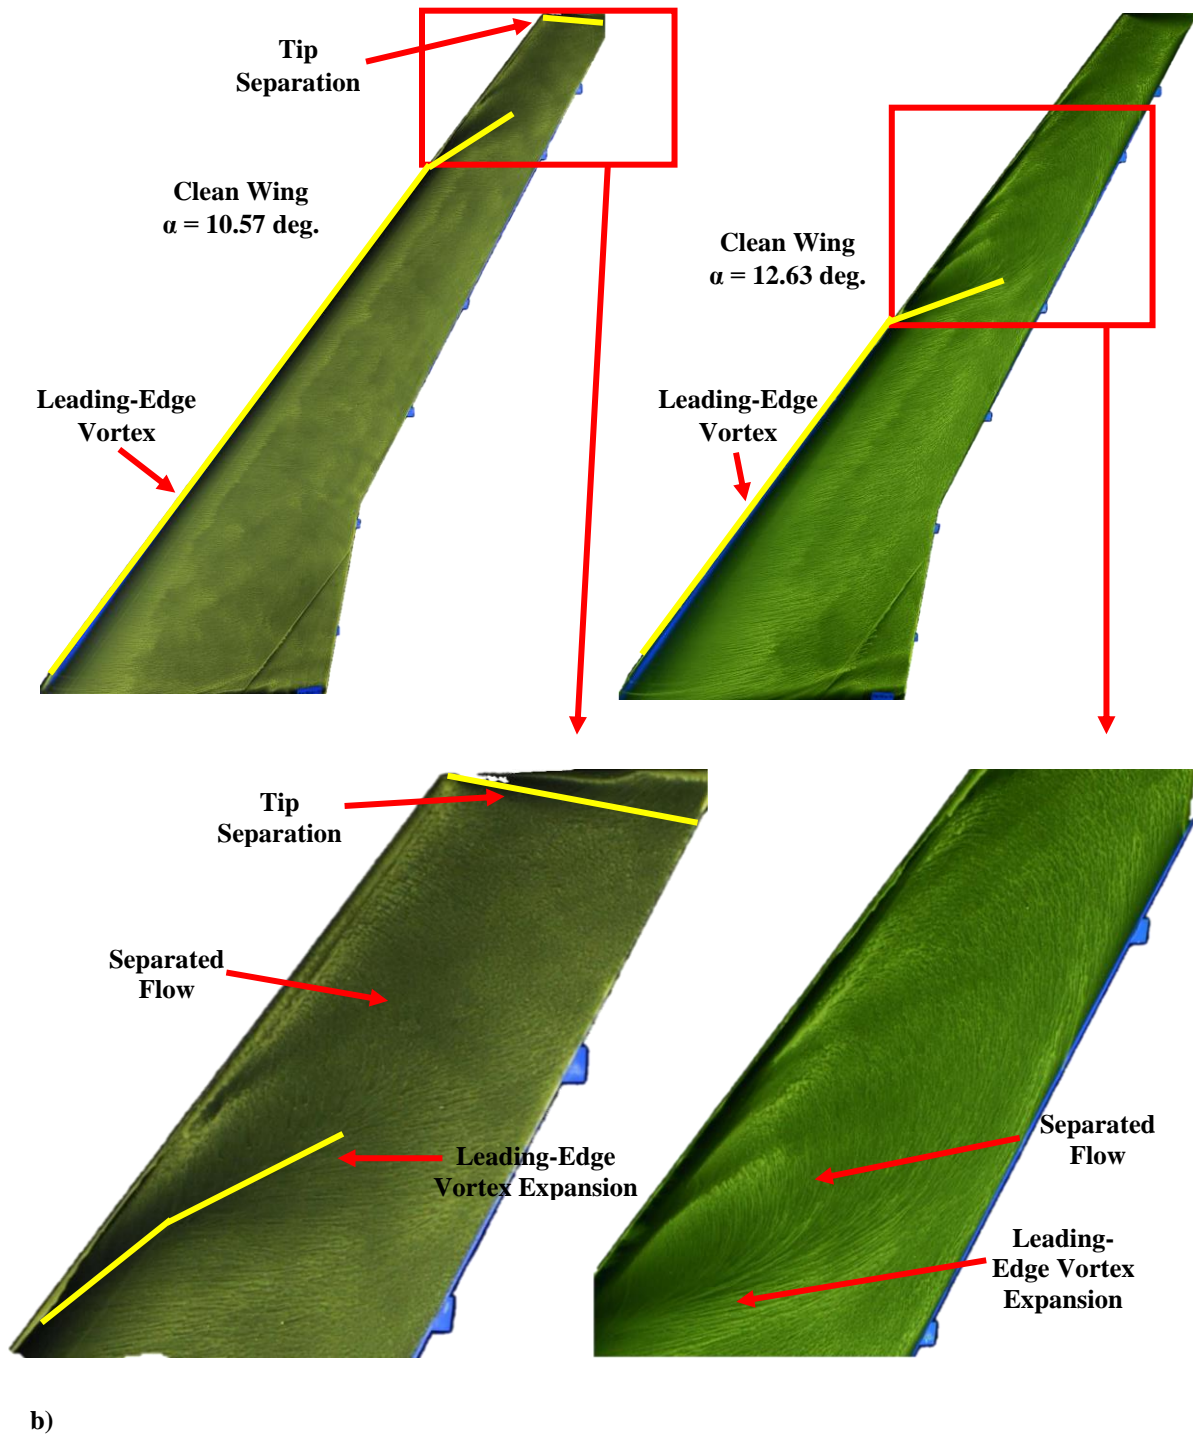 Tip
Separation
Clean Wing
α = 10.57 deg.
Leading-Edge
Vortex
Clean Wing
α = 12.63 deg.
Leading-Edge
Vortex
Tip
Separation
Separated
Flow
Leading-Edge
Vortex Expansion
Separated
Flow
Leading-
Edge Vortex
Expansion
b)